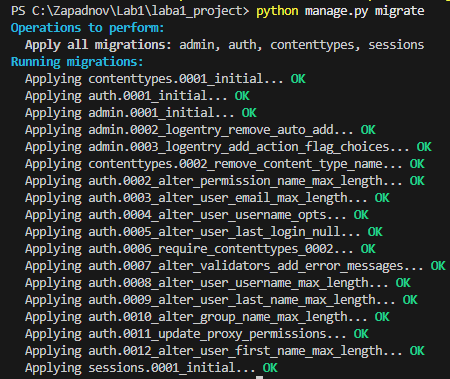 PS C:\Zapadnov\Lab1\laba1_project> python manage.py migrate
Operations to perform:
Apply all migrations: admin, auth, contenttypes, sessions
Running migrations:
Applying contenttypes.0001_initial... OK
Applying auth.0001_initial... OK
Applying admin.0001_initial... OK
Applying admin.0002_logentry_remove_auto_add... OK
Applying admin.0003_logentry_add_action_flag_choices... OK
Applying contenttypes.0002_remove_content_type_name... OK
Applying auth.0002_alter_permission_name_max_length... OK
Applying auth.0003_alter_user_email_max_length... OK
Applying auth.0004_alter_user_username_opts... OK
Applying auth.0005_alter_user_last_login_null... OK
Applying auth.0006_require_contenttypes_0002... OK
Applying auth.0007_alter_validators_add_error_messages... OK
Applying auth.0008_alter_user_username_max_length... OK
Applying auth.0009_alter_user_last_name_max_length... OK
Applying auth.0010_alter_group_name_max_length... OK
Applying auth.0011_update_proxy_permissions... OK
Applying auth.0012_alter_user_first_name_max_length... OK
Applying sessions.0001_initial... OK